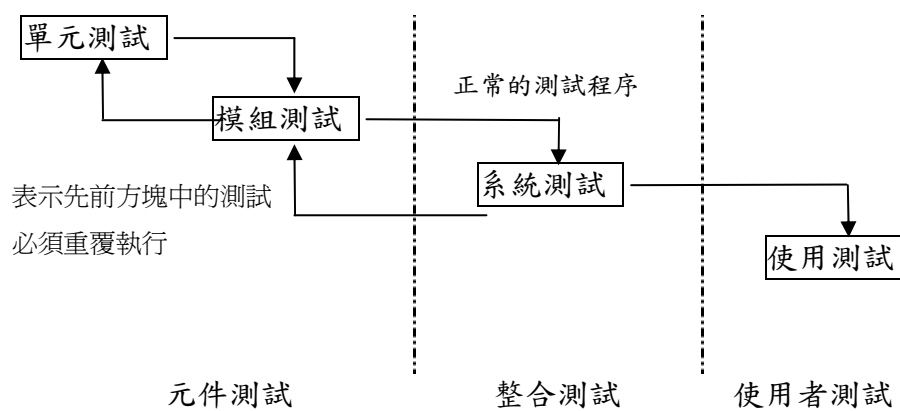 單元測試
正常的測試程序
模組測試
系統測試
表示先前方塊中的測試
必須重覆執行
使用測試
元件測試
整合測試
使用者測試